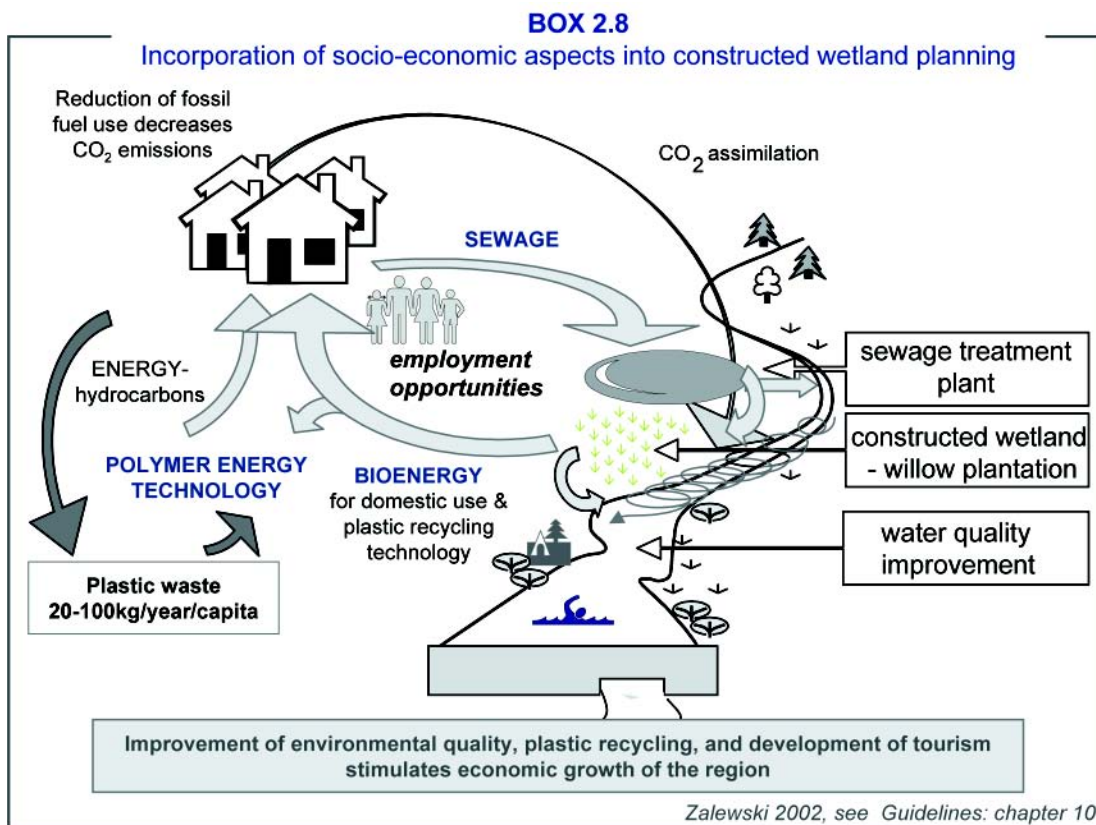 BOX 2.8
Incorporation of socio-economic aspects into constructed wetland planning
Reduction of fossil
fuel use decreases
CO₂ emissions
CO₂ assimilation
SEWAGE
employment
opportunities
ENERGY-
hydrocarbons
POLYMER ENERGY
TECHNOLOGY
BIOENERGY
for domestic use &
plastic recycling
technology
Plastic waste
20-100kg/year/capita
sewage treatment
plant
constructed wetland
- willow plantation
water quality
improvement
Improvement of environmental quality, plastic recycling, and development of tourism
stimulates economic growth of the region
Zalewski 2002, see Guidelines: chapter 10